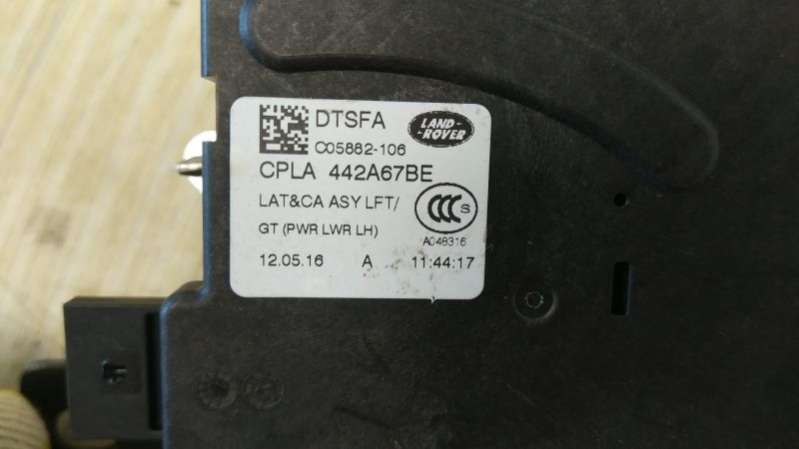 DTSFA
LAND-
ROVER
C05882-106
CPLA 442A67BE
LAT&CA ASY LFT/
GT (PWR LWR LH)
CCC S
A048316
12.05.16 A 11:44:17